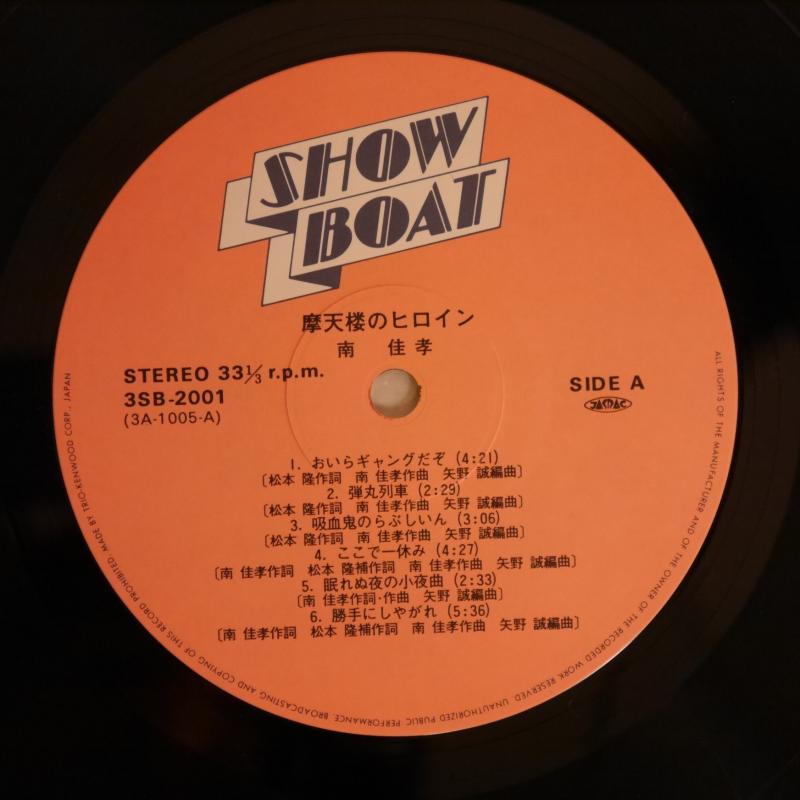 SHOW
BOAT
摩天楼のヒロイン
南 佳孝
STEREO 33⅓ r.p.m.
3SB-2001
(3A-1005-A)
SIDE A
JASRAC
1. おいらギャングだぞ (4:21)
〔松本 隆作詞 南 佳孝作曲 矢野 誠編曲〕
2. 弾丸列車 (2:29)
〔松本 隆作詞 南 佳孝作曲 矢野 誠編曲〕
3. 吸血鬼のらぶしいん (3:06)
〔松本 隆作詞 南 佳孝作曲 矢野 誠編曲〕
4. ここで一休み (4:27)
〔南 佳孝作詞 松本 隆補作詞 南 佳孝作曲 矢野 誠編曲〕
5. 眠れぬ夜の小夜曲 (2:33)
〔南 佳孝作詞・作曲 矢野 誠編曲〕
6. 勝手にしやがれ (5:36)
〔南 佳孝作詞 松本 隆補作詞 南 佳孝作曲 矢野 誠編曲〕
ALL RIGHTS OF THE MANUFACTURER AND OF THE OWNER OF THE RECORDED WORK RESERVED. UNAUTHORIZED PUBLIC PERFORMANCE, BROADCASTING AND COPYING OF THIS RECORD PROHIBITED. MADE BY TRIO-KENWOOD CORP., JAPAN